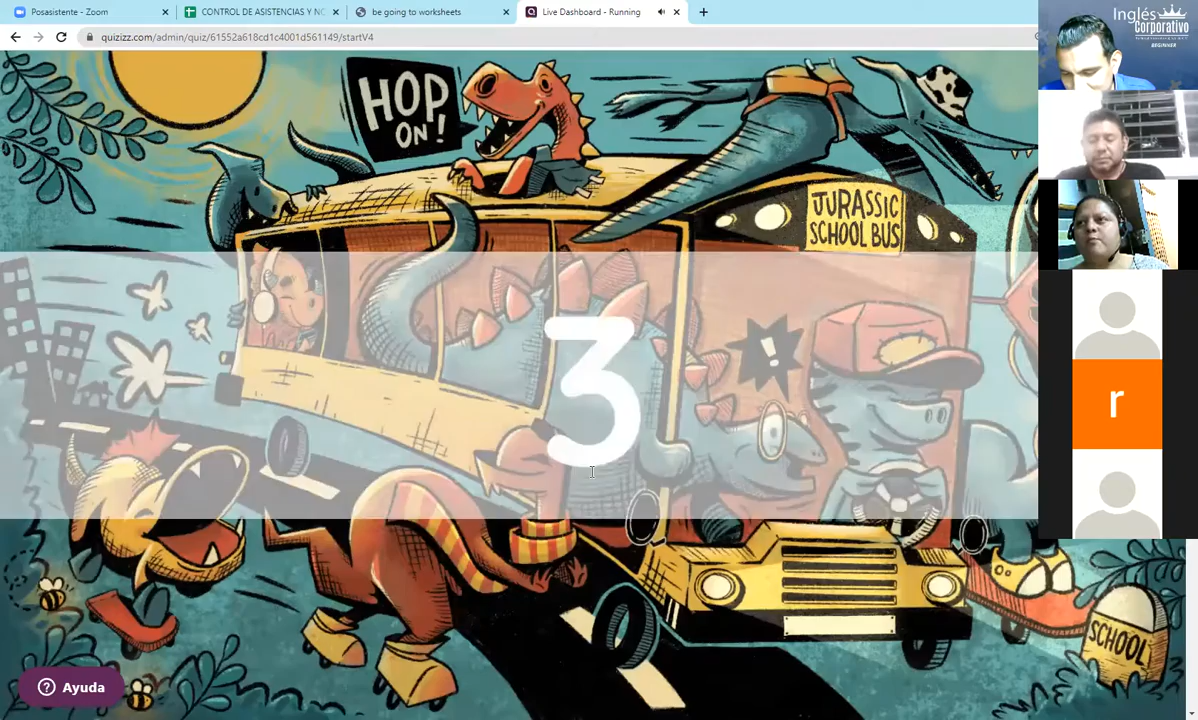 Posasistente - Zoom
CONTROL DE ASISTENCIAS Y NO
be going to worksheets
Live Dashboard - Running
quizizz.com/admin/quiz/61552a618cd1c4001d561149/startV4
Inglés
Corporativo
BEGINNER
HOP
ON!
JURASSIC
SCHOOL BUS
!
3
r
SCHOOL
Ayuda